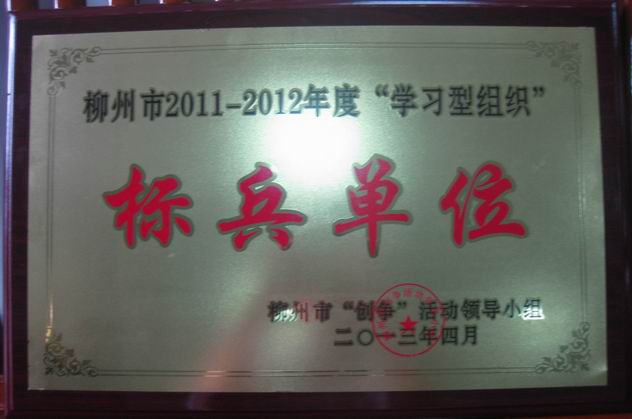 柳州市2011-2012年度“学习型组织”
标兵单位
柳州市“创争”活动领导小组
二〇一三年四月